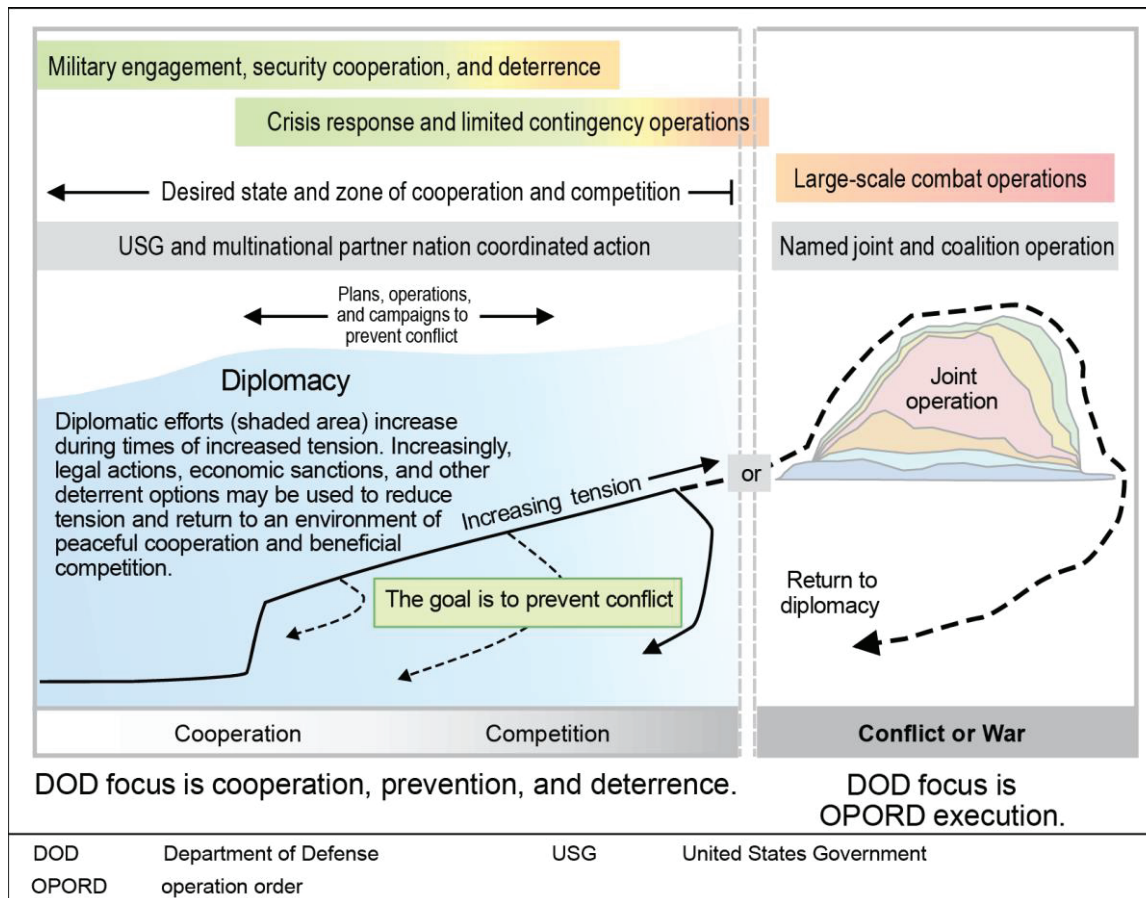 Military engagement, security cooperation, and deterrence
Crisis response and limited contingency operations
Large-scale combat operations
Desired state and zone of cooperation and competition
USG and multinational partner nation coordinated action
Named joint and coalition operation
Plans, operations,
and campaigns to
prevent conflict
Diplomacy
Diplomatic efforts (shaded area) increase
during times of increased tension. Increasingly,
legal actions, economic sanctions, and other
deterrent options may be used to reduce
tension and return to an environment of
peaceful cooperation and beneficial
competition.
Increasing tension
or
Joint
operation
The goal is to prevent conflict
Return to
diplomacy
Cooperation
Competition
Conflict or War
DOD focus is cooperation, prevention, and deterrence.
DOD focus is
OPORD execution.
DOD Department of Defense USG United States Government
OPORD operation order